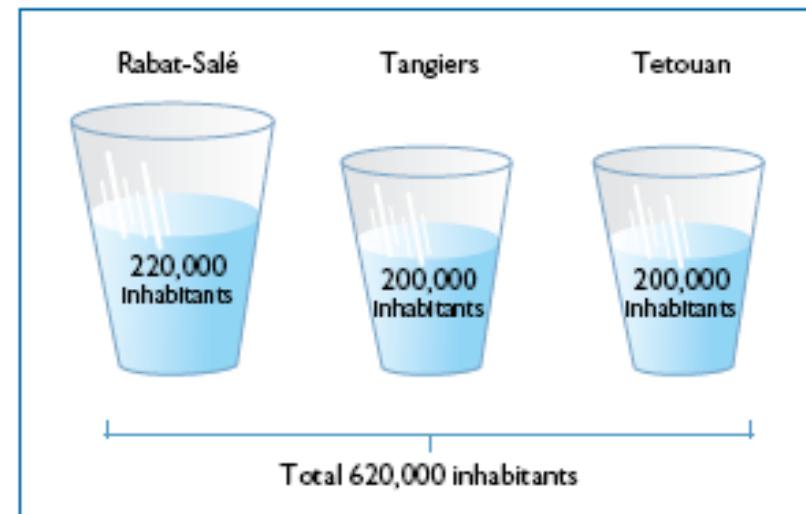 Rabat-Salé
Tangiers
Tetouan
220,000
inhabitants
200,000
inhabitants
200,000
inhabitants
Total 620,000 inhabitants